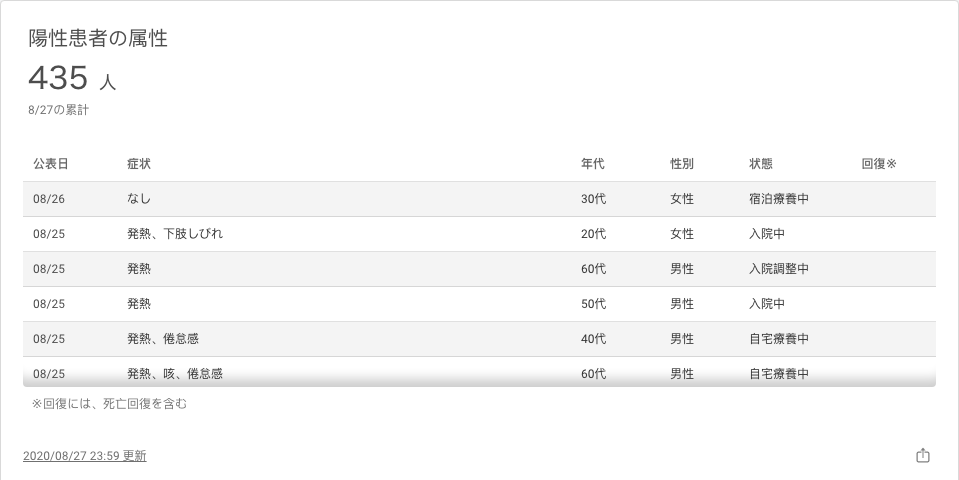 陽性患者の属性
435 人
8/27の累計
公表日 症状 年代 性別 状態 回復※
08/26 なし 30代 女性 宿泊療養中
08/25 発熱、下肢しびれ 20代 女性 入院中
08/25 発熱 60代 男性 入院調整中
08/25 発熱 50代 男性 入院中
08/25 発熱、倦怠感 40代 男性 自宅療養中
08/25 発熱、咳、倦怠感 60代 男性 自宅療養中
※回復には、死亡回復を含む
2020/08/27 23:59 更新